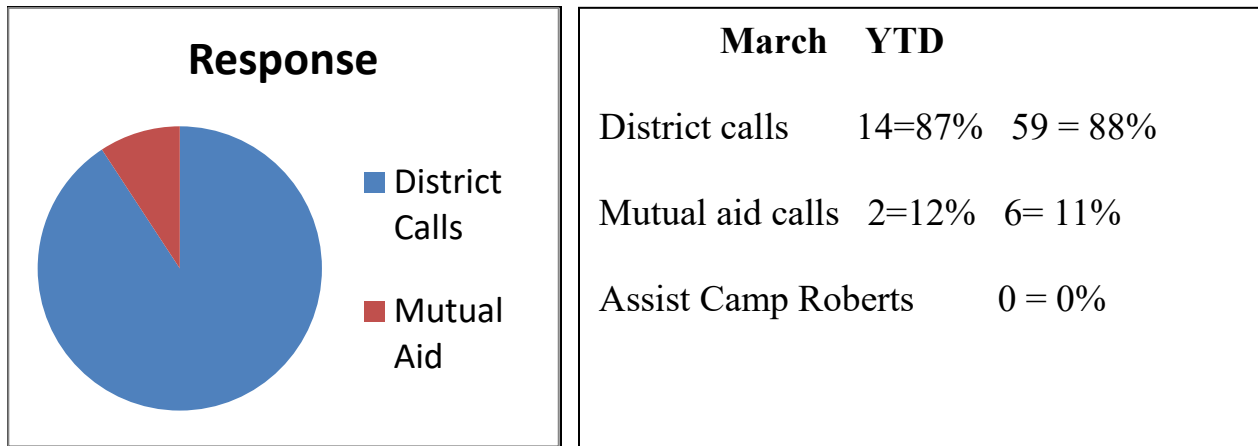 Response
District
Calls
Mutual
Aid
March YTD
District calls 14=87% 59 = 88%
Mutual aid calls 2=12% 6= 11%
Assist Camp Roberts 0 = 0%